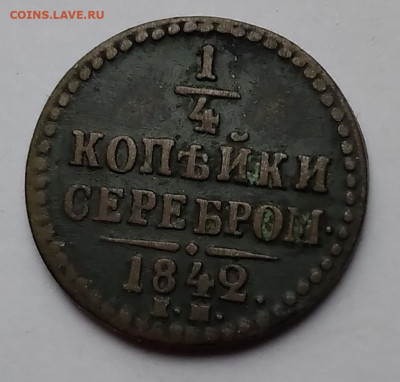 COINS.LAVE.RU
1
4
КОПѢЙКИ
СЕРЕБРОМ.
1842.